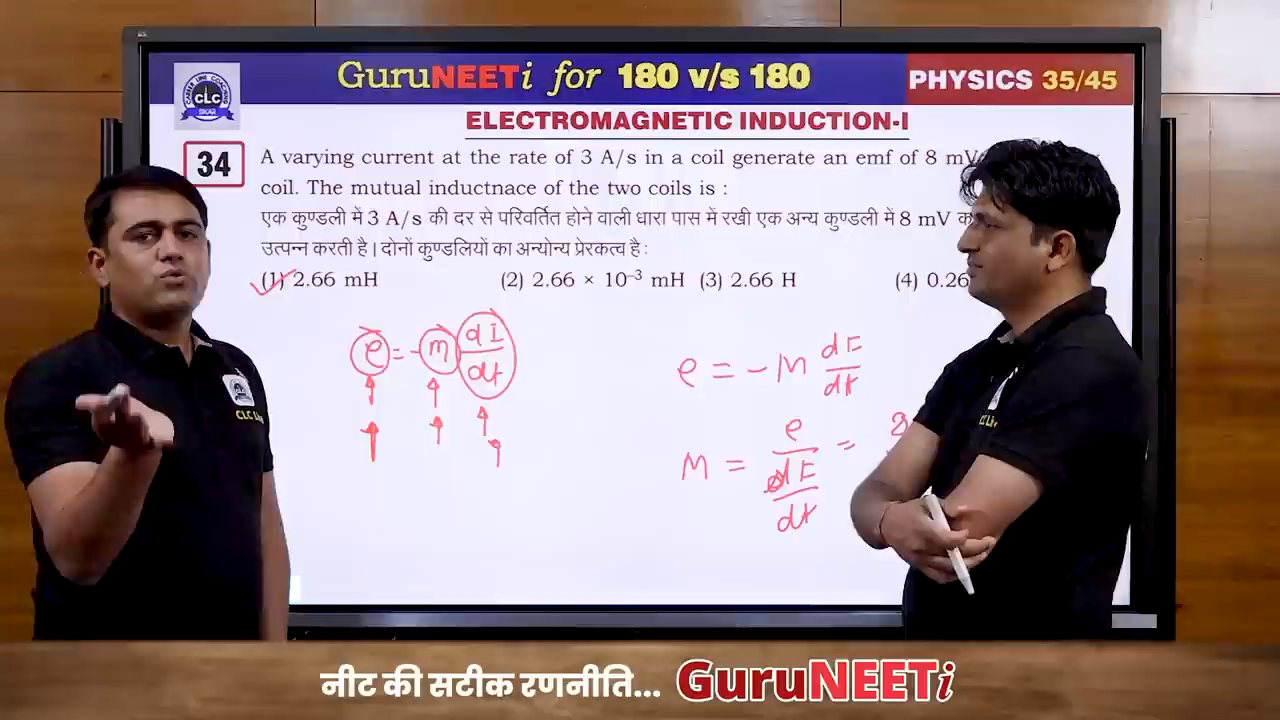 GuruNEETi for 180 v/s 180
PHYSICS 35/45
CLC
SIKAR
ELECTROMAGNETIC INDUCTION-I
34
A varying current at the rate of 3 A/s in a coil generate an emf of 8 mV
coil. The mutual inductnace of the two coils is :
एक कुण्डली में 3 A/s की दर से परिवर्तित होने वाली धारा पास में रखी एक अन्य कुण्डली में 8 mV
उत्पन्न करती है। दोनों कुण्डलियों का अन्योन्य प्रेरकत्व है:
(1) 2.66 mH (2) 2.66 × 10⁻³ mH (3) 2.66 H (4) 0.26
e = -m dI/dt
e = -M dI/dt
M = e / dI/dt = 8
CLC
नीट की सटीक रणनीति... GuruNEETi